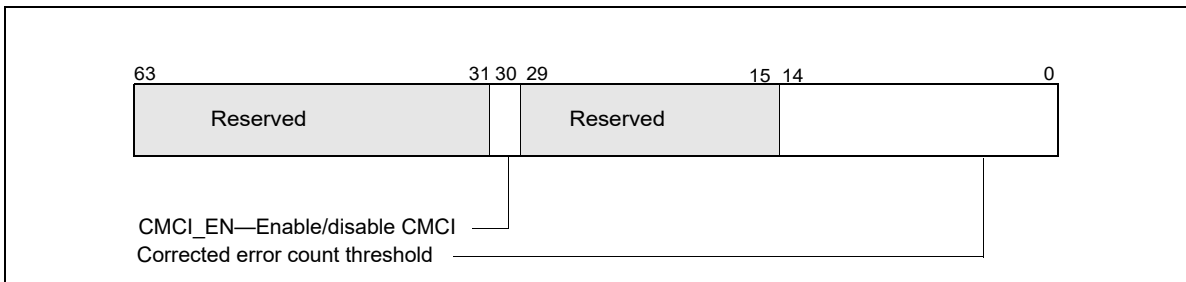 63 31 30 29 15 14 0
Reserved Reserved
CMCI_EN—Enable/disable CMCI
Corrected error count threshold